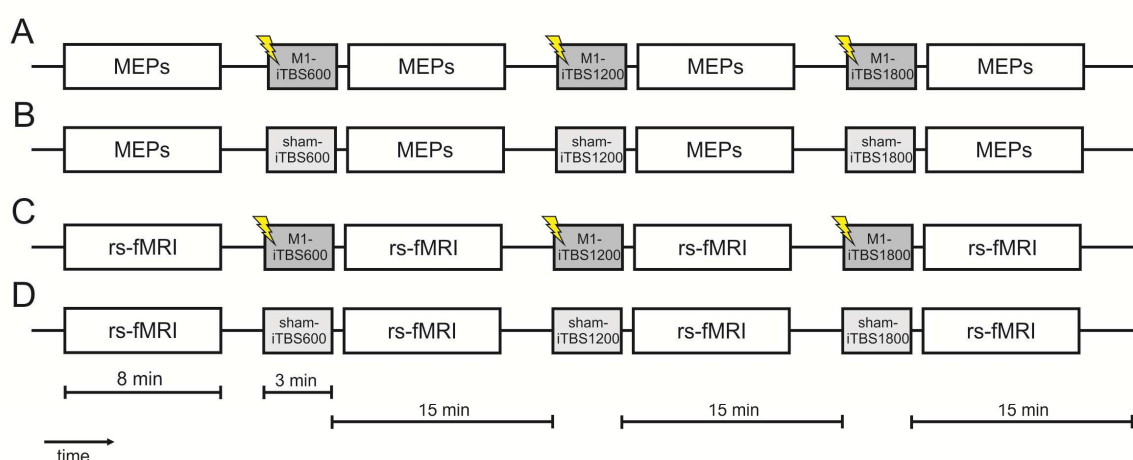 A
MEPs
M1-
iTBS600
MEPs
M1-
iTBS1200
MEPs
M1-
iTBS1800
MEPs
B
MEPs
sham-
iTBS600
MEPs
sham-
iTBS1200
MEPs
sham-
iTBS1800
MEPs
C
rs-fMRI
M1-
iTBS600
rs-fMRI
M1-
iTBS1200
rs-fMRI
M1-
iTBS1800
rs-fMRI
D
rs-fMRI
sham-
iTBS600
rs-fMRI
sham-
iTBS1200
rs-fMRI
sham-
iTBS1800
rs-fMRI
8 min
3 min
15 min
15 min
15 min
time